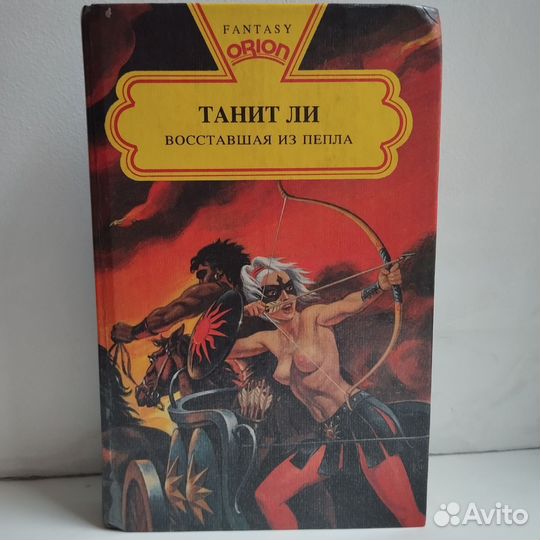 FANTASY
ORION
ТАНИТ ЛИ
ВОССТАВШАЯ ИЗ ПЕПЛА
Avito